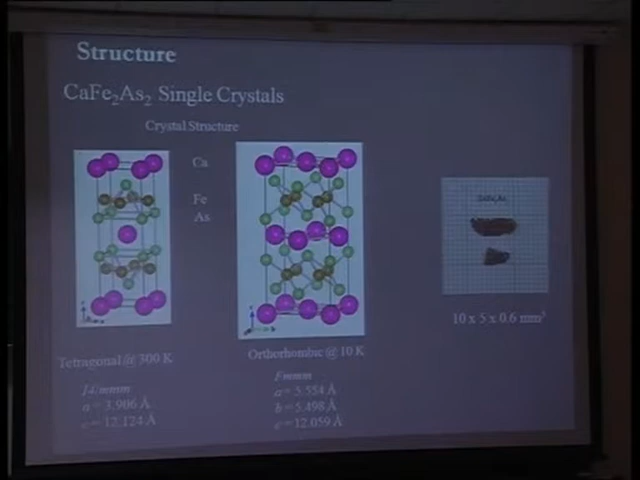 Structure
CaFe₂As₂ Single Crystals
Crystal Structure
Ca
Fe
As
10 x 5 x 0.6 mm³
Tetragonal @ 300 K
Orthorhombic @ 10 K
I4/mmm
a = 3.906 Å
c = 12.124 Å
Fmmm
a = 5.554 Å
b = 5.498 Å
c = 12.059 Å